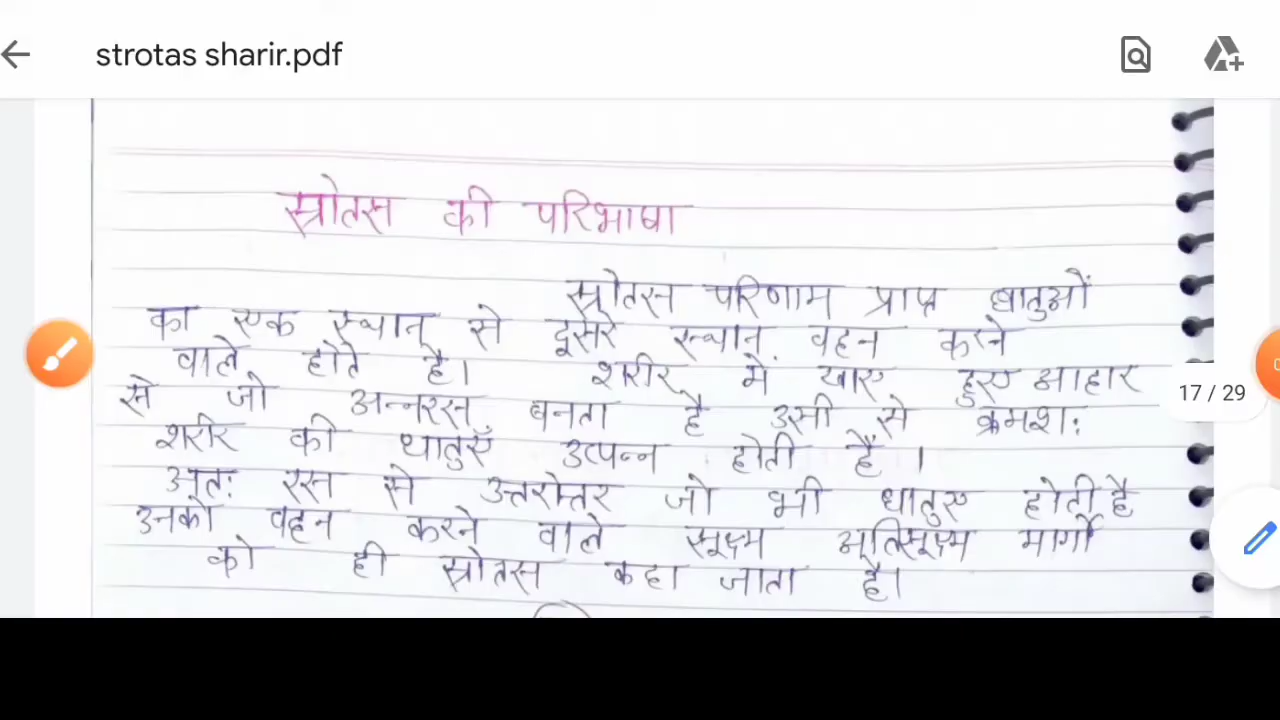 strotas sharir.pdf
स्रोतस की परिभाषा
स्रोतस परिणाम प्राप्त धातुओं
का एक स्थान से दूसरे स्थान वहन करने
वाले होते है। शरीर में खाए हुए आहार
से जो अन्नरस बनता है उसी से क्रमश:
शरीर की धातुएँ उत्पन्न होती हैं।
अत: रस से उत्तरोत्तर जो भी धातुए होती है
उनको वहन करने वाले सूक्ष्म अतिसूक्ष्म मार्गो
को ही स्रोतस कहा जाता है।
17 / 29